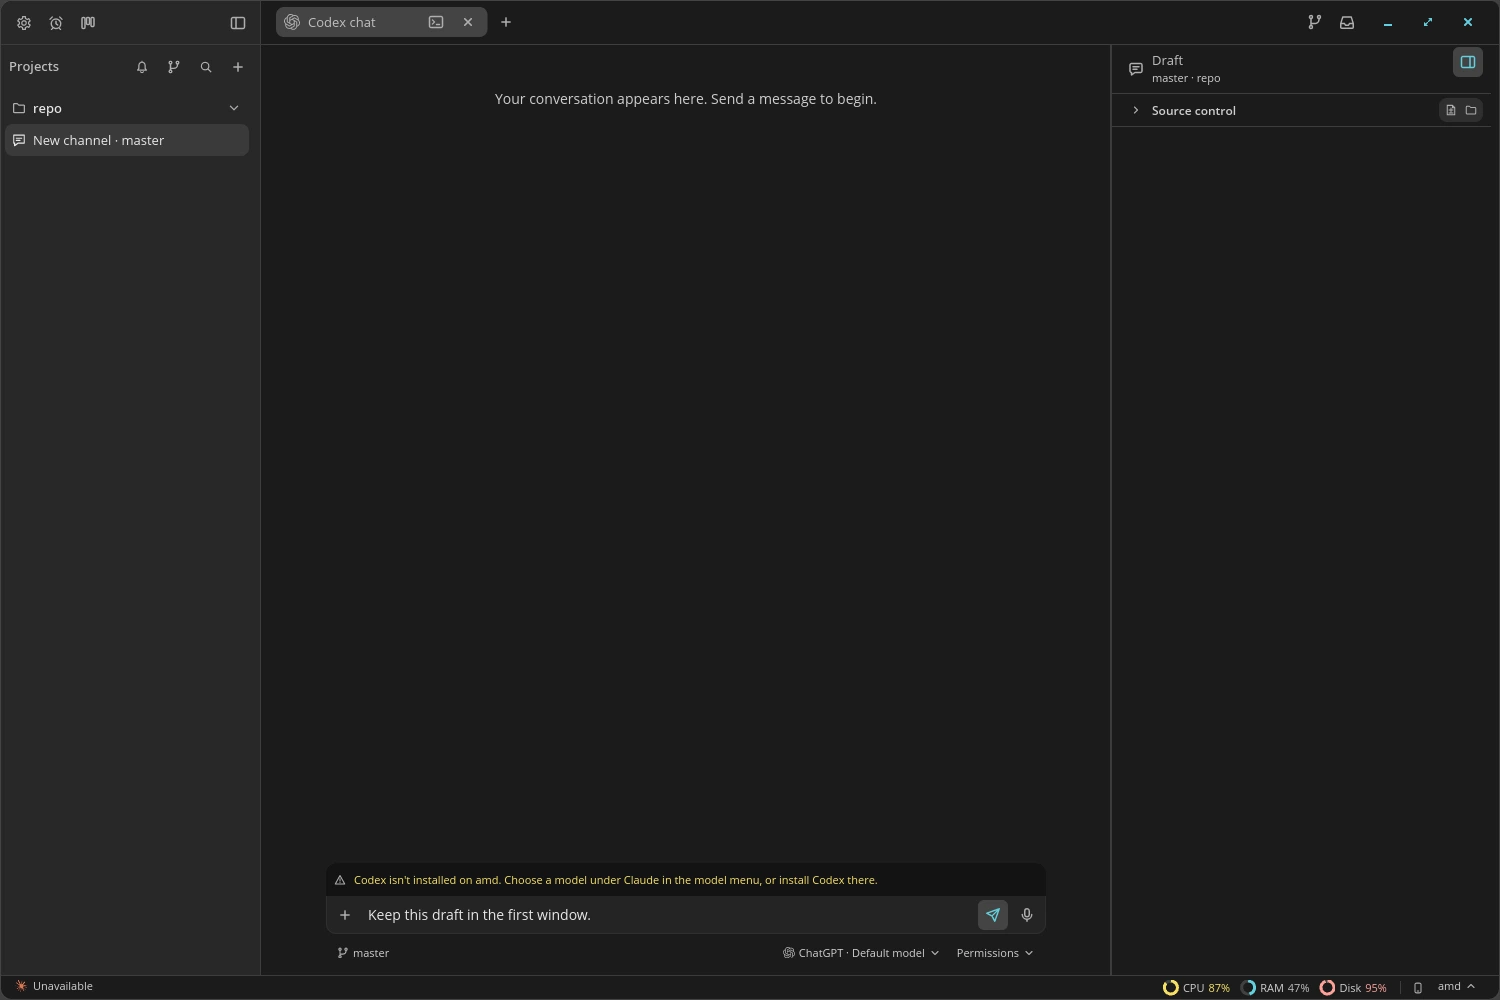 Codex chat
Projects
repo
New channel · master
Your conversation appears here. Send a message to begin.
Draft
master · repo
Source control
Codex isn't installed on amd. Choose a model under Claude in the model menu, or install Codex there.
Keep this draft in the first window.
master
ChatGPT · Default model
Permissions
Unavailable
CPU 87%
RAM 47%
Disk 95%
amd